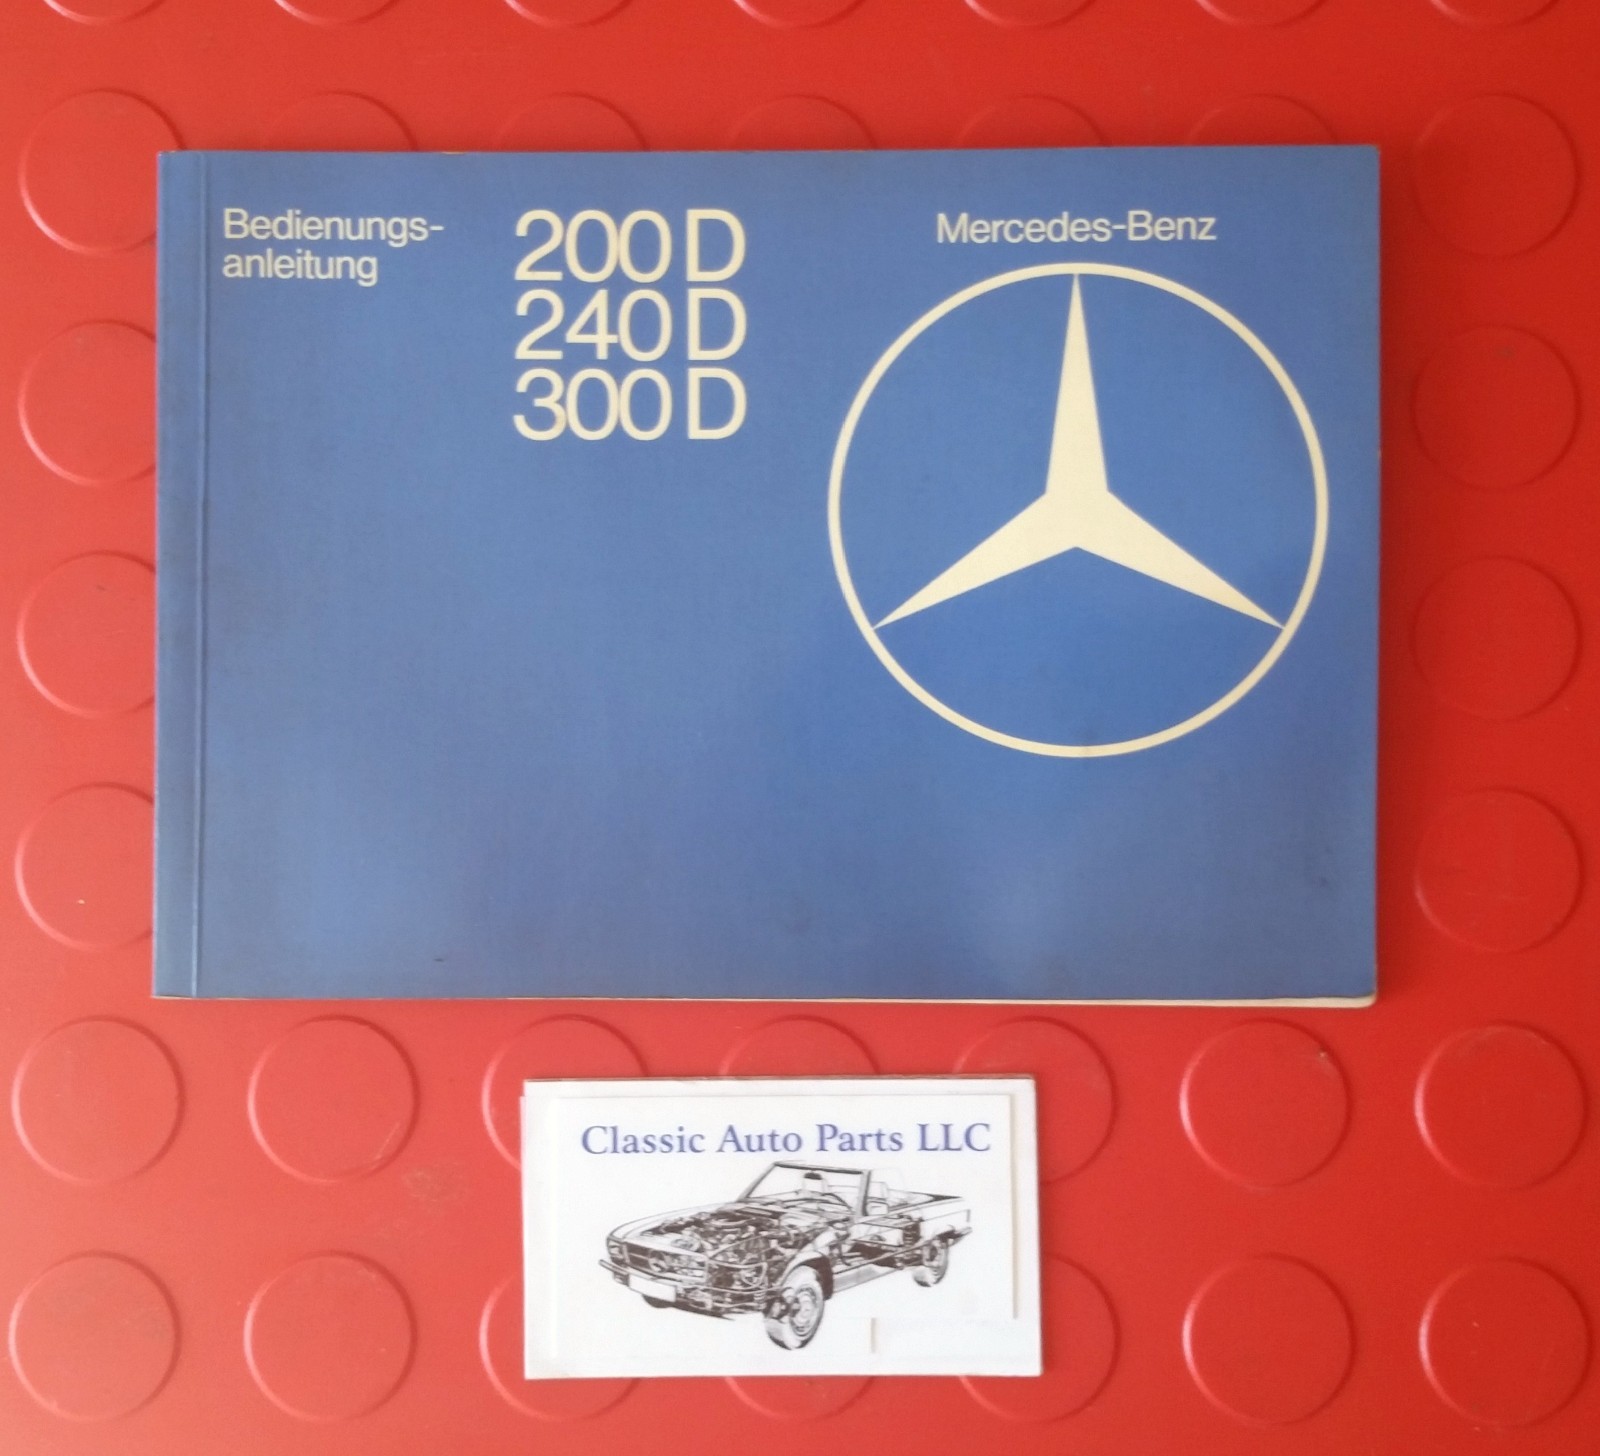 Bedienungs-
anleitung
200 D
240 D
300 D
Mercedes-Benz
Classic Auto Parts LLC